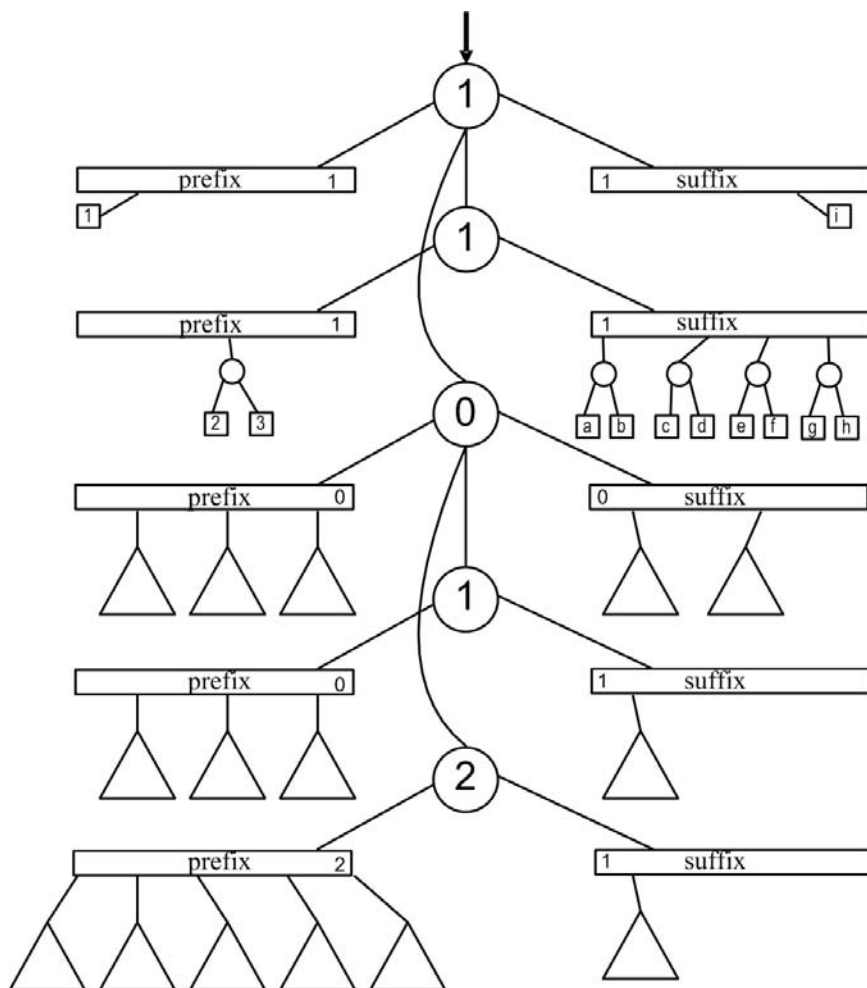 1
prefix 1
1 suffix
1
i
1
prefix 1
1 suffix
2 3
a b c d e f g h
0
prefix 0
0 suffix
1
prefix 0
1 suffix
2
prefix 2
1 suffix